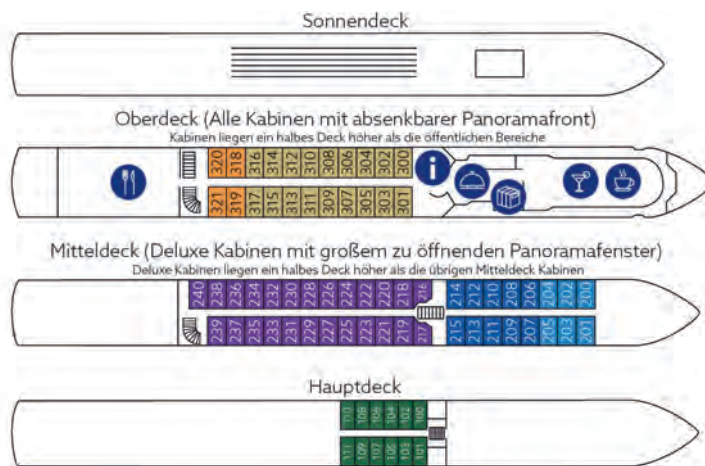 Sonnendeck
Oberdeck (Alle Kabinen mit absenkbarer Panoramafront)
Kabinen liegen ein halbes Deck höher als die öffentlichen Bereiche
320 318 316 314 312 310 308 306 304 302 300
321 319 317 315 313 311 309 307 305 303 301
Mitteldeck (Deluxe Kabinen mit großem zu öffnenden Panoramafenster)
Deluxe Kabinen liegen ein halbes Deck höher als die übrigen Mitteldeck Kabinen
240 238 236 234 232 230 228 226 224 222 220 218 216 214 212 210 208 206 204 202 200
239 237 235 233 231 229 227 225 223 221 219 217 215 213 211 209 207 205 203 201
Hauptdeck
110 108 106 104 102 100
111 109 107 105 103 101